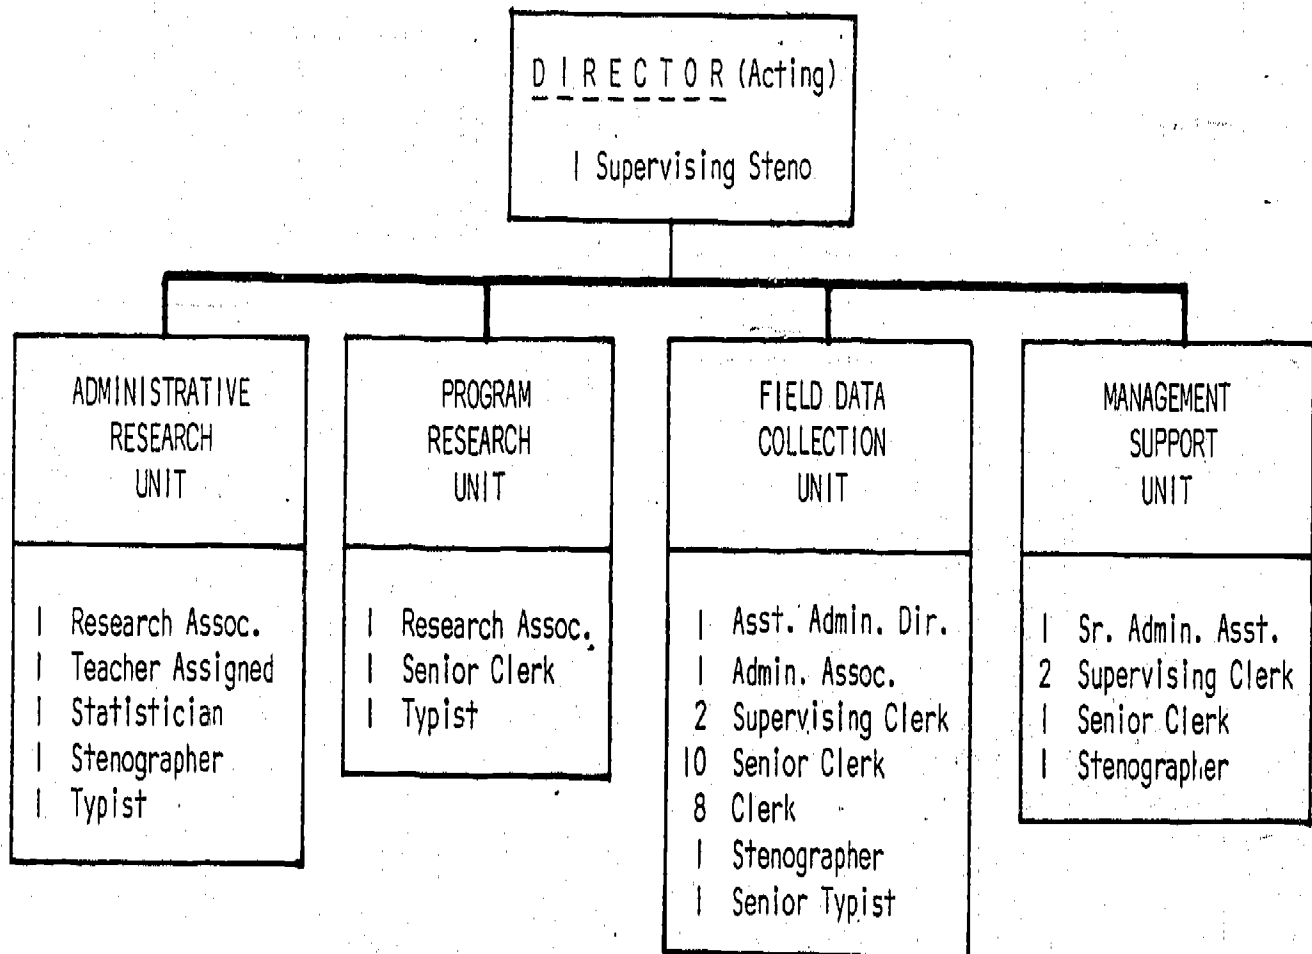 DIRECTOR (Acting)
1 Supervising Steno
ADMINISTRATIVE
RESEARCH
UNIT
1 Research Assoc.
1 Teacher Assigned
1 Statistician
1 Stenographer
1 Typist
PROGRAM
RESEARCH
UNIT
1 Research Assoc.
1 Senior Clerk
1 Typist
FIELD DATA
COLLECTION
UNIT
1 Asst. Admin. Dir.
1 Admin. Assoc.
2 Supervising Clerk
10 Senior Clerk
8 Clerk
1 Stenographer
1 Senior Typist
MANAGEMENT
SUPPORT
UNIT
1 Sr. Admin. Asst.
2 Supervising Clerk
1 Senior Clerk
1 Stenographer